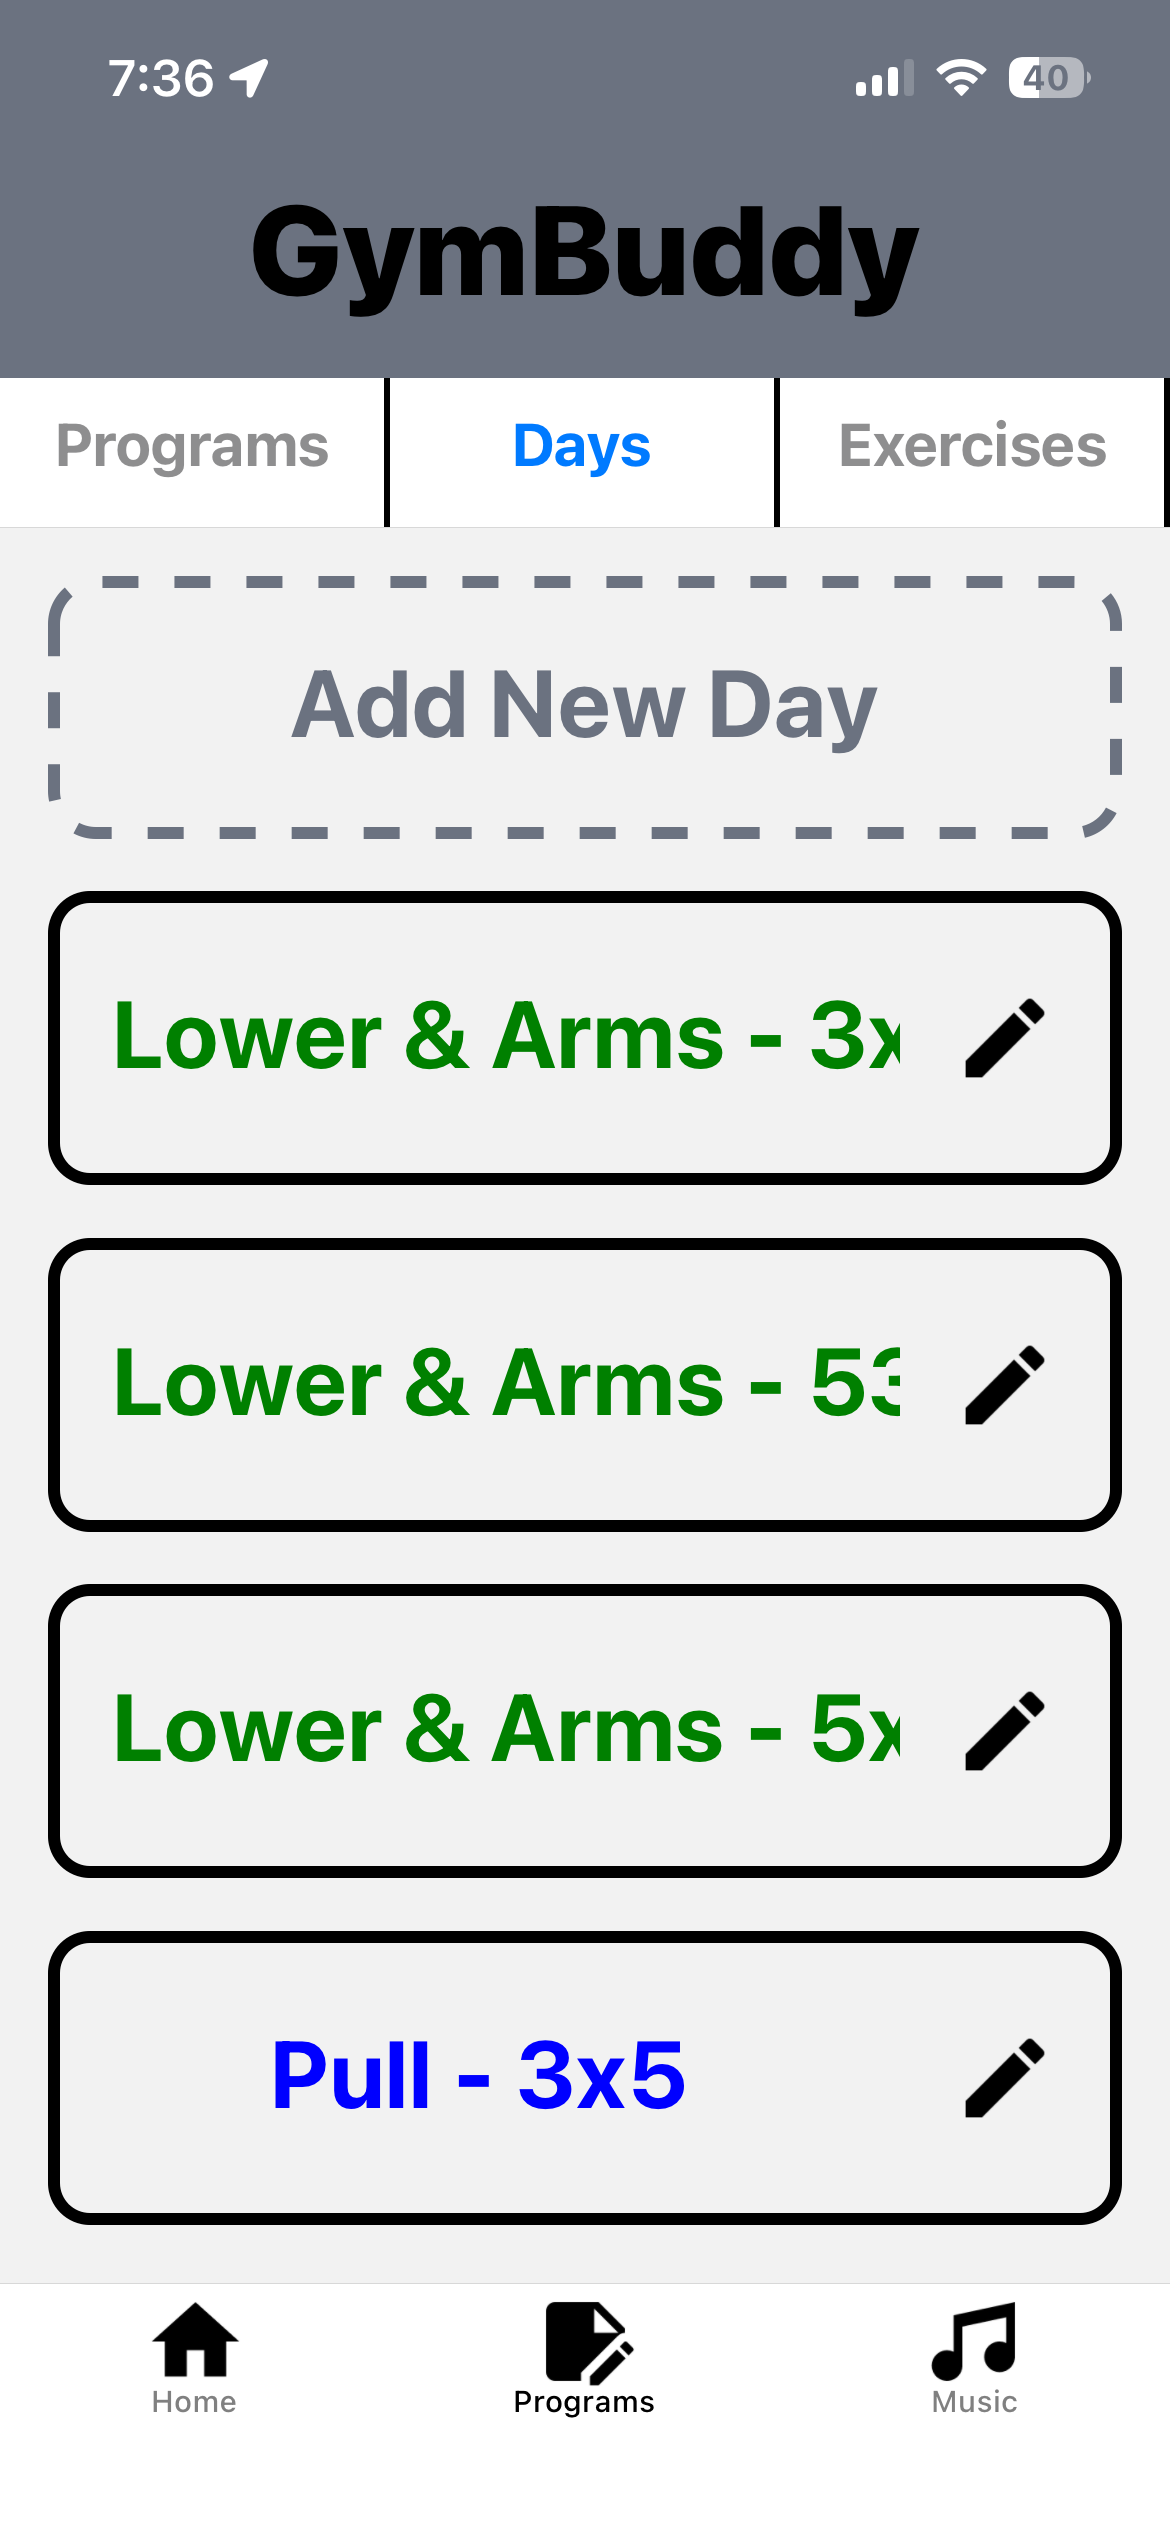 7:36
40
GymBuddy
Programs Days Exercises
Add New Day
Lower & Arms - 3x
Lower & Arms - 53
Lower & Arms - 5x
Pull - 3x5
Home Programs Music